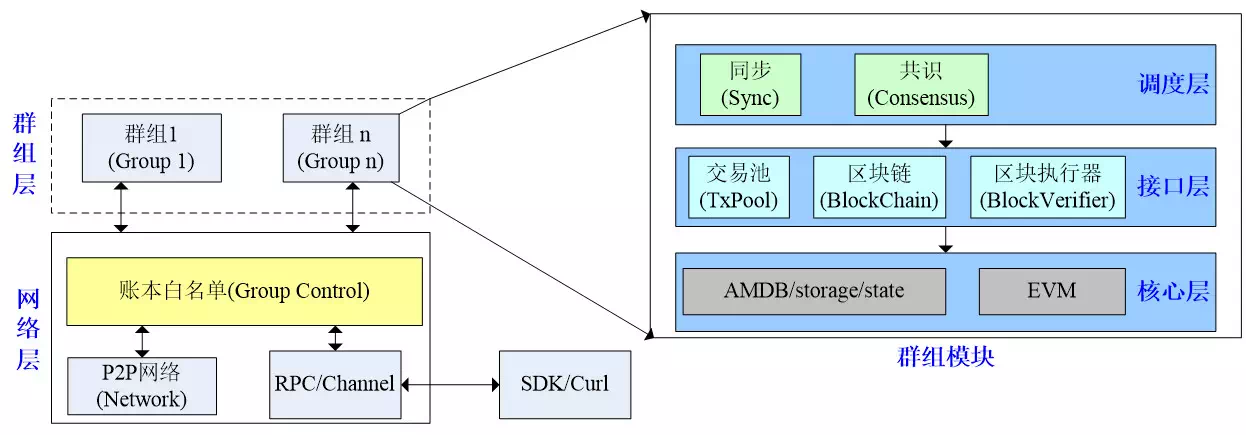 群组层
群组1
(Group 1)
群组 n
(Group n)
网络层
账本白名单(Group Control)
P2P网络
(Network)
RPC/Channel
SDK/Curl
同步
(Sync)
共识
(Consensus)
调度层
交易池
(TxPool)
区块链
(BlockChain)
区块执行器
(BlockVerifier)
接口层
AMDB/storage/state
EVM
核心层
群组模块